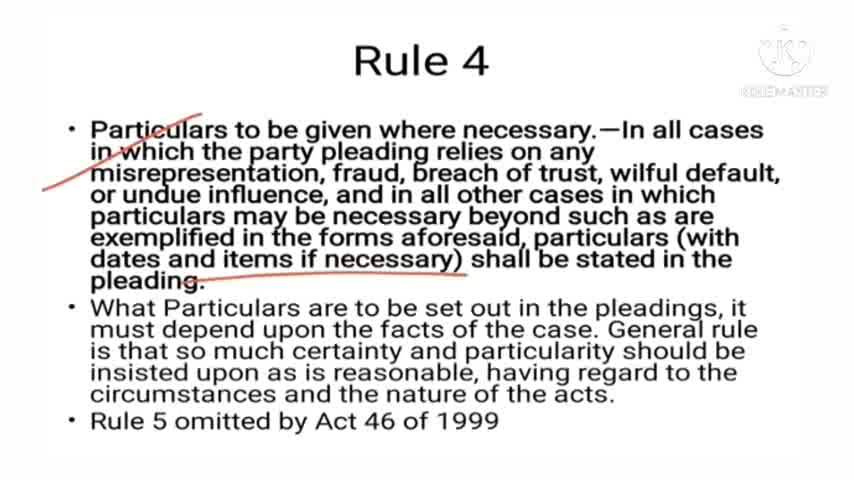 Rule 4
KINEMASTER
• Particulars to be given where necessary.—In all cases
in which the party pleading relies on any
misrepresentation, fraud, breach of trust, wilful default,
or undue influence, and in all other cases in which
particulars may be necessary beyond such as are
exemplified in the forms aforesaid, particulars (with
dates and items if necessary) shall be stated in the
pleading.
• What Particulars are to be set out in the pleadings, it
must depend upon the facts of the case. General rule
is that so much certainty and particularity should be
insisted upon as is reasonable, having regard to the
circumstances and the nature of the acts.
• Rule 5 omitted by Act 46 of 1999